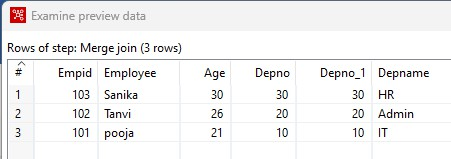 Examine preview data
Rows of step: Merge join (3 rows)
# Empid Employee Age Depno Depno_1 Depname
1 103 Sanika 30 30 30 HR
2 102 Tanvi 26 20 20 Admin
3 101 pooja 21 10 10 IT